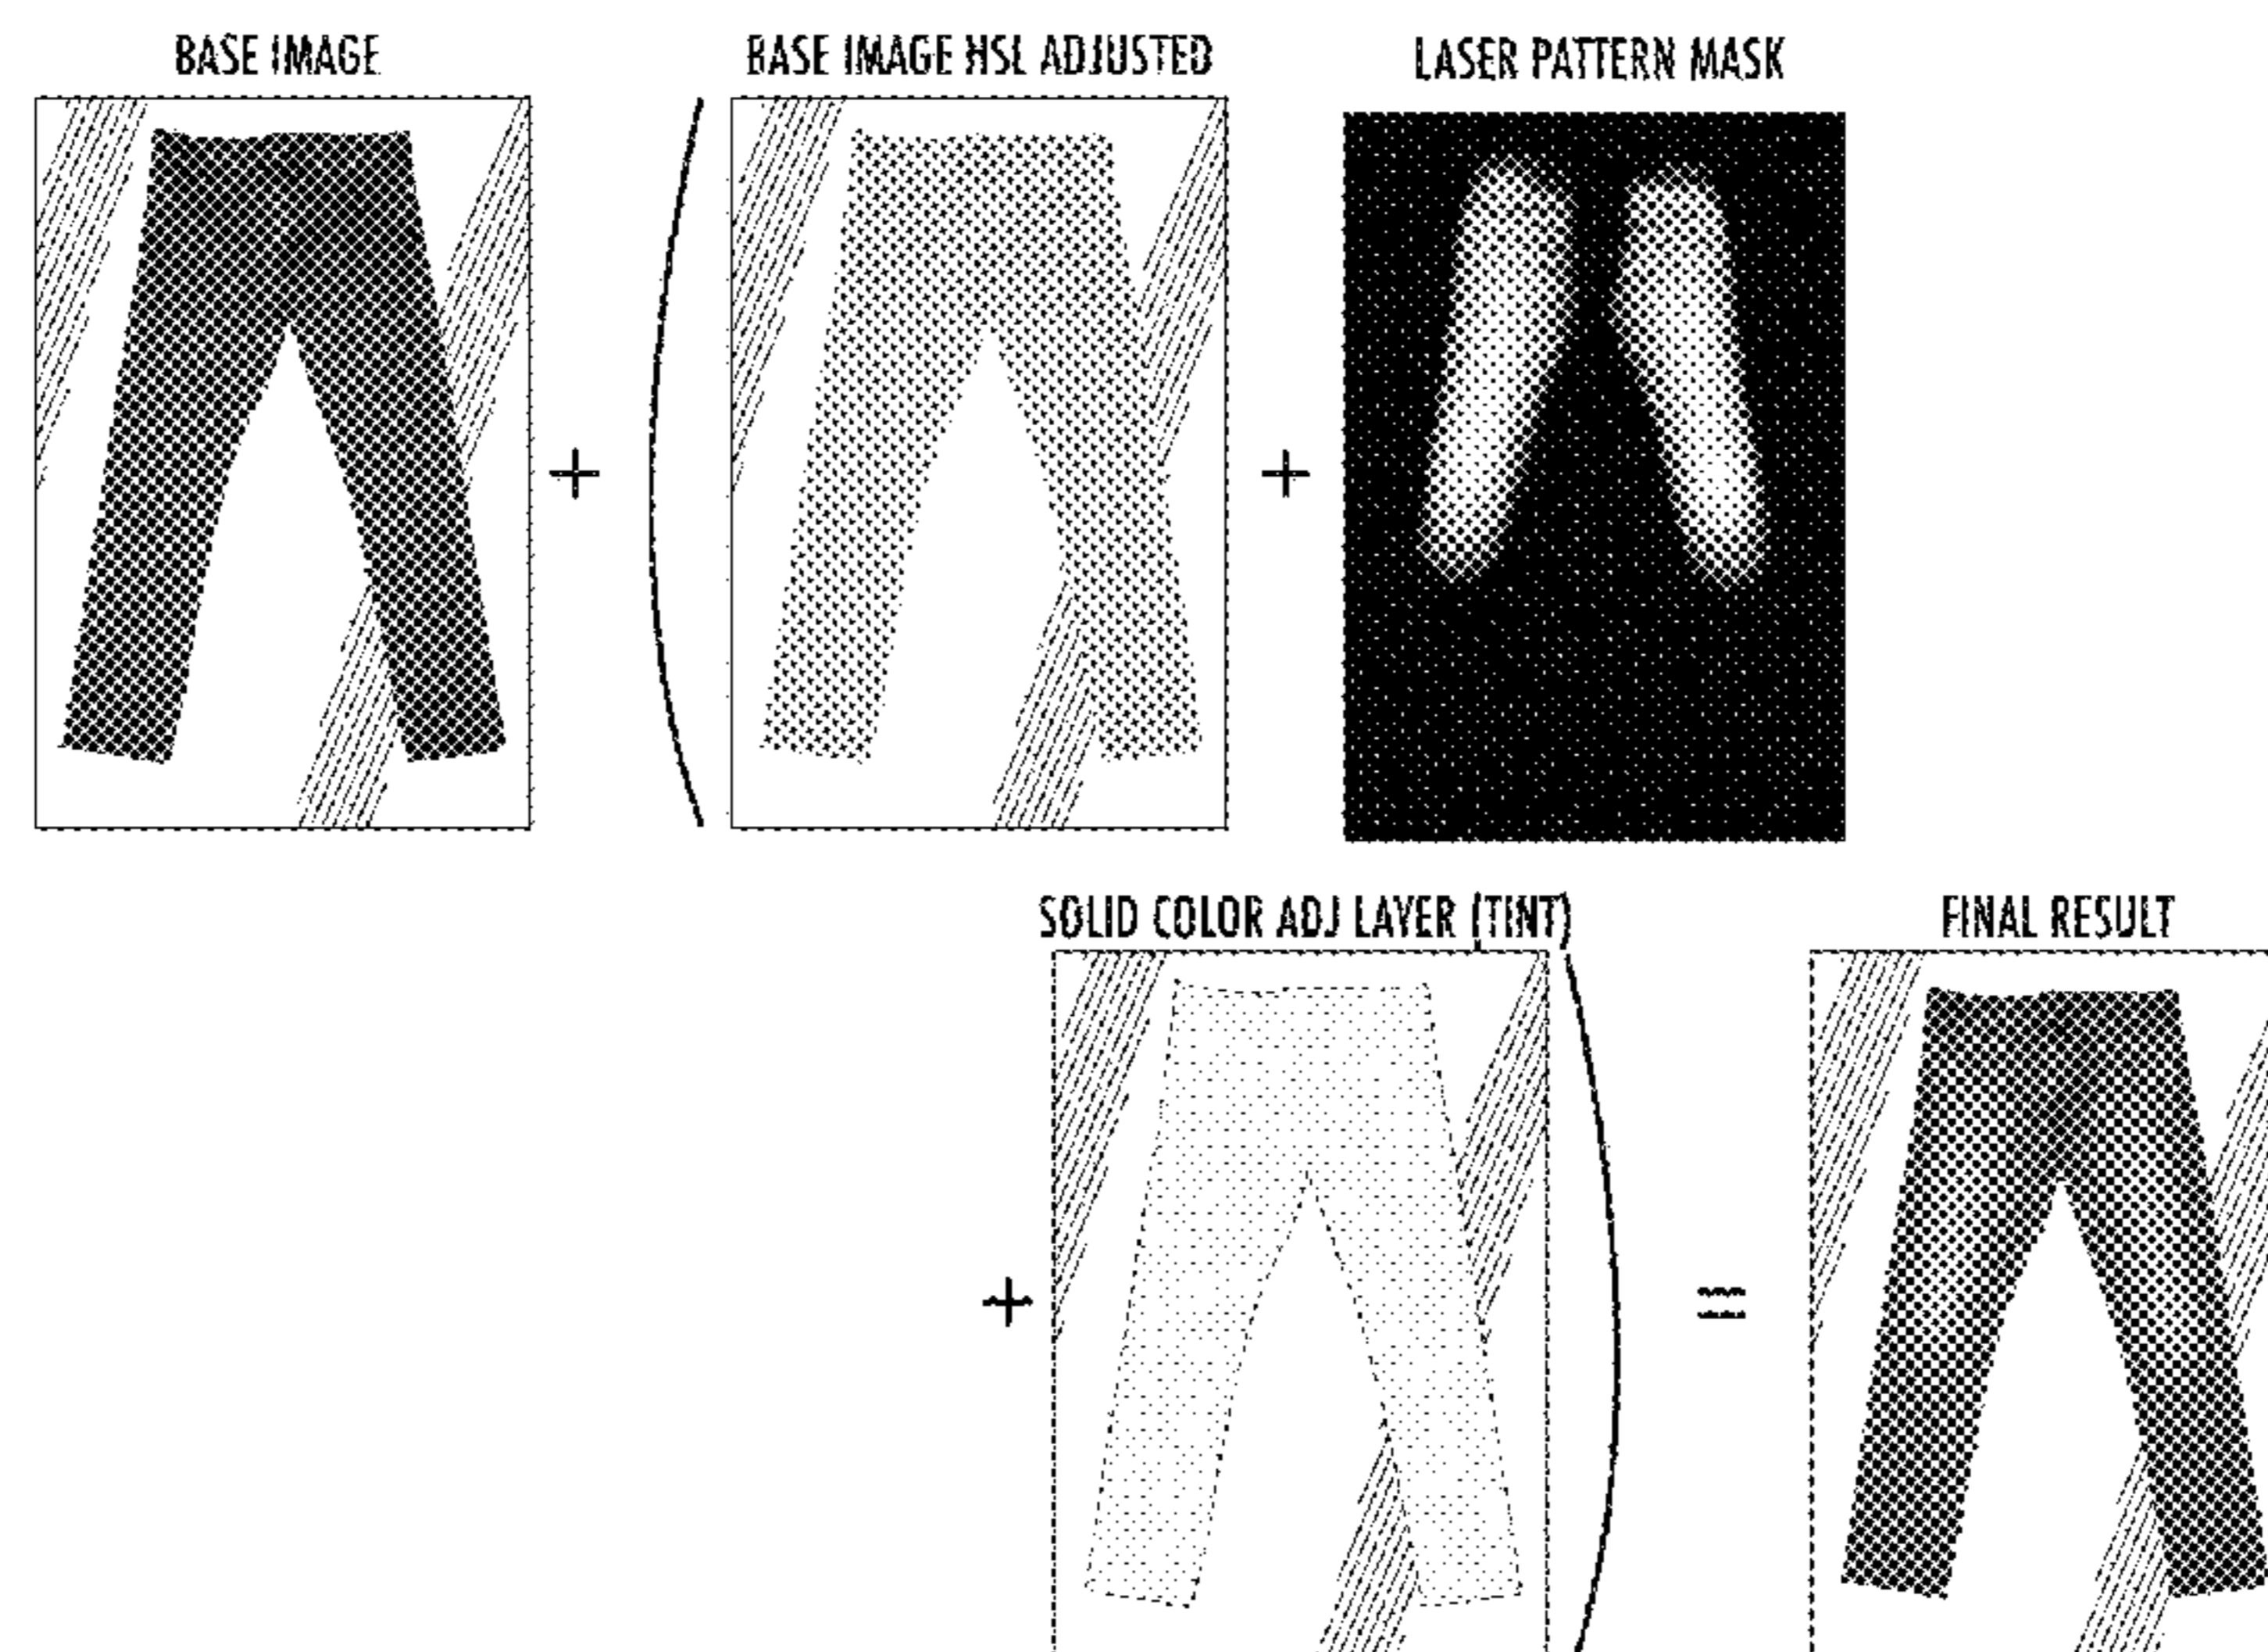 BASE IMAGE
BASE IMAGE HSL ADJUSTED
LASER PATTERN MASK
+
(
+
SOLID COLOR ADJ LAYER (TINT)
FINAL RESULT
+
)
=